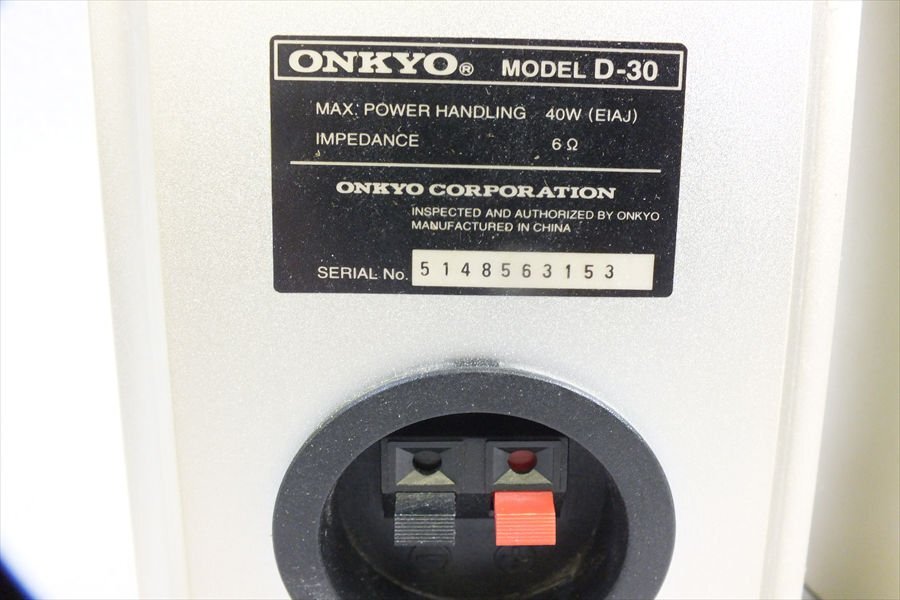 ONKYO® MODEL D-30
MAX. POWER HANDLING 40W (EIAJ)
IMPEDANCE 6 Ω
ONKYO CORPORATION
INSPECTED AND AUTHORIZED BY ONKYO
MANUFACTURED IN CHINA
SERIAL No. 5148563153